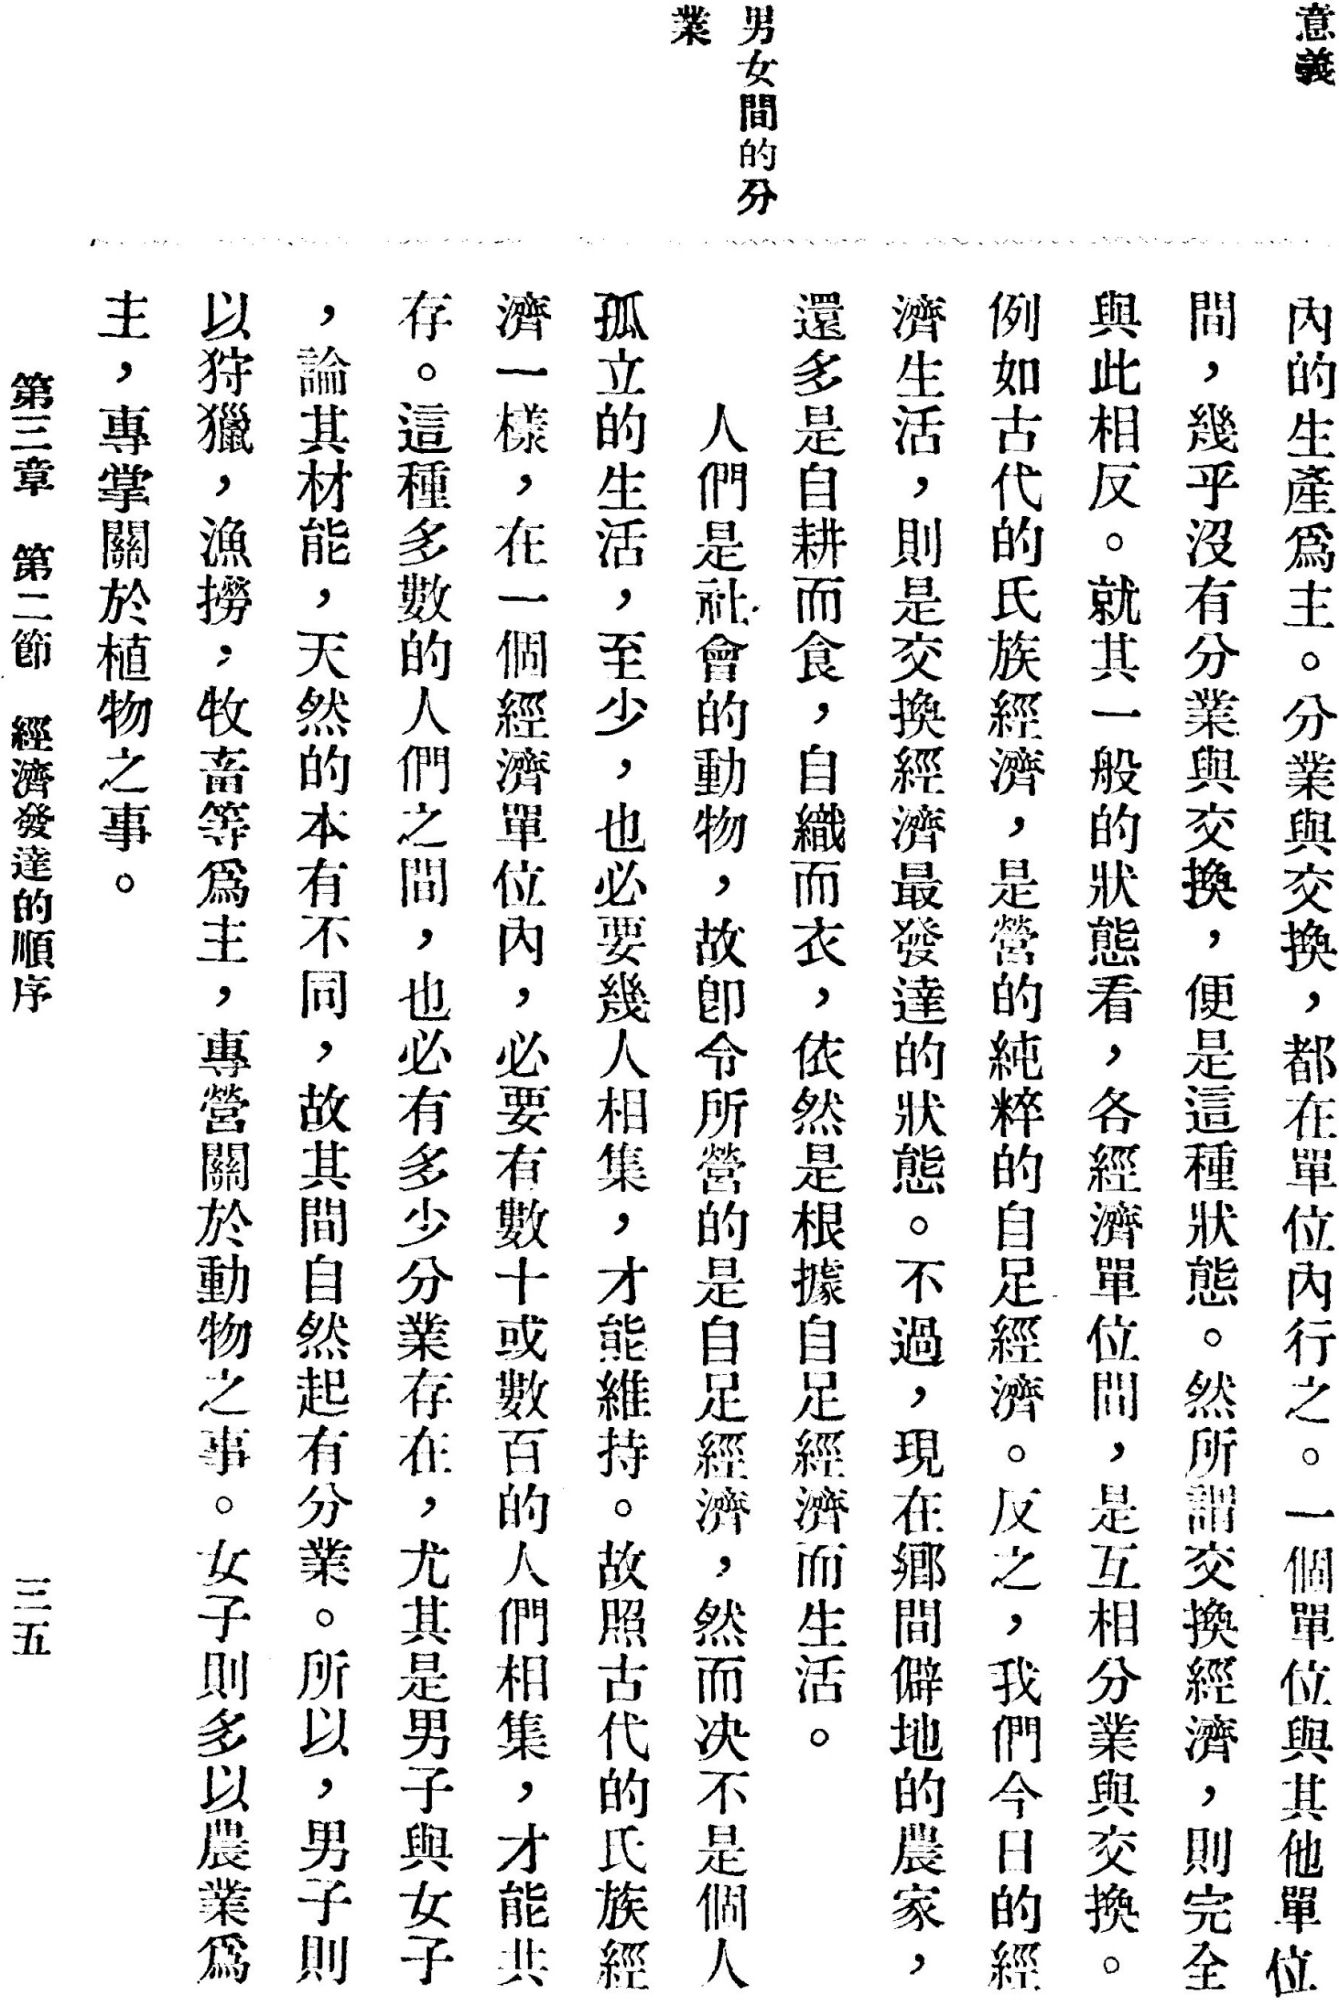 意義
內的生產爲主。分業與交換，都在單位內行之。一個單位與其他單位
間，幾乎沒有分業與交換，便是這種狀態。然所謂交換經濟，則完全
與此相反。就其一般的狀態看，各經濟單位間，是互相分業與交換。
例如古代的氏族經濟，是營的純粹的自足經濟。反之，我們今日的經
濟生活，則是交換經濟最發達的狀態。不過，現在鄉間僻地的農家，
還多是自耕而食，自織而衣，依然是根據自足經濟而生活。
男女間的分
業
人們是社會的動物，故卽令所營的是自足經濟，然而決不是個人
孤立的生活，至少，也必要幾人相集，才能維持。故照古代的氏族經
濟一樣，在一個經濟單位內，必要有數十或數百的人們相集，才能共
存。這種多數的人們之間，也必有多少分業存在，尤其是男子與女子
，論其材能，天然的本有不同，故其間自然起有分業。所以，男子則
以狩獵，漁撈，牧畜等爲主，專營關於動物之事。女子則多以農業爲
主，專掌關於植物之事。
第三章　第二節　經濟發達的順序　三五